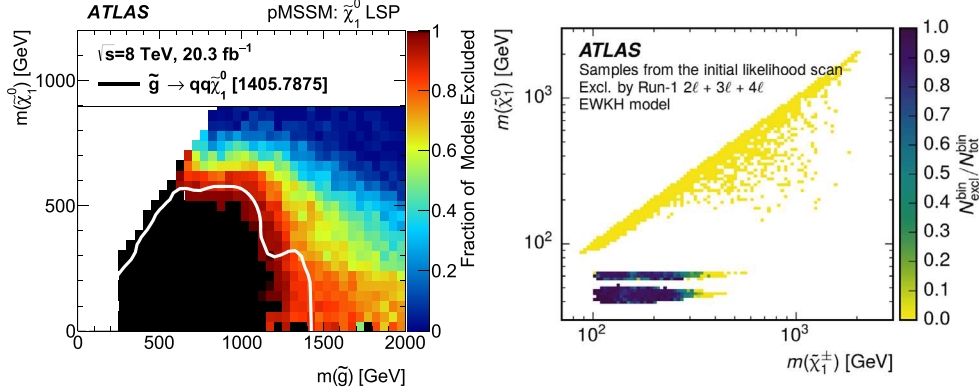 ATLAS pMSSM: χ̃₁⁰ LSP
√s=8 TeV, 20.3 fb⁻¹
g̃ → qqχ̃₁⁰ [1405.7875]
m(χ̃₁⁰) [GeV]
1000
500
0
0 500 1000 1500 2000
m(g̃) [GeV]
1
0.8
0.6
0.4
0.2
0
Fraction of Models Excluded
ATLAS
Samples from the initial likelihood scan
Excl. by Run-1 2ℓ + 3ℓ + 4ℓ
EWKH model
m(χ̃₁⁰) [GeV]
10³
10²
10² 10³
m(χ̃₁±) [GeV]
1.0
0.9
0.8
0.7
0.6
0.5
0.4
0.3
0.2
0.1
0.0
N_excl^bin/N_tot^bin